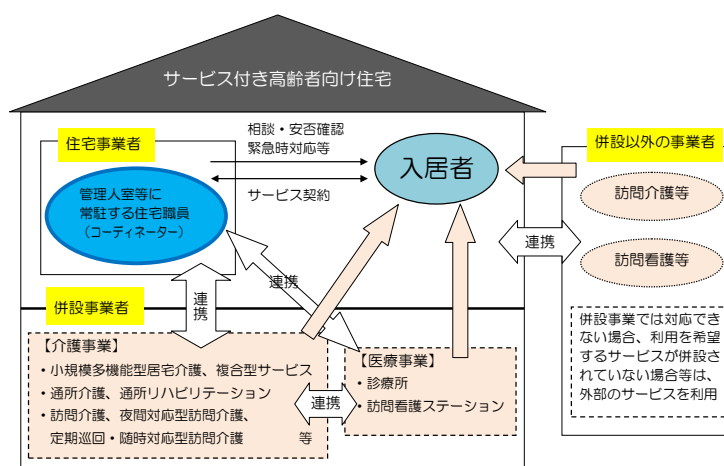 サービス付き高齢者向け住宅
住宅事業者
相談・安否確認
緊急時対応等
サービス契約
管理人室等に
常駐する住宅職員
(コーディネーター)
入居者
併設以外の事業者
訪問介護等
訪問看護等
連携
連携
連携
併設事業者
【介護事業】
・小規模多機能型居宅介護、複合型サービス
・通所介護、通所リハビリテーション
・訪問介護、夜間対応型訪問介護、
定期巡回・随時対応型訪問介護 等
連携
【医療事業】
・診療所
・訪問看護ステーション
併設事業では対応でき
ない場合、利用を希望
するサービスが併設さ
れていない場合等は、
外部のサービスを利用